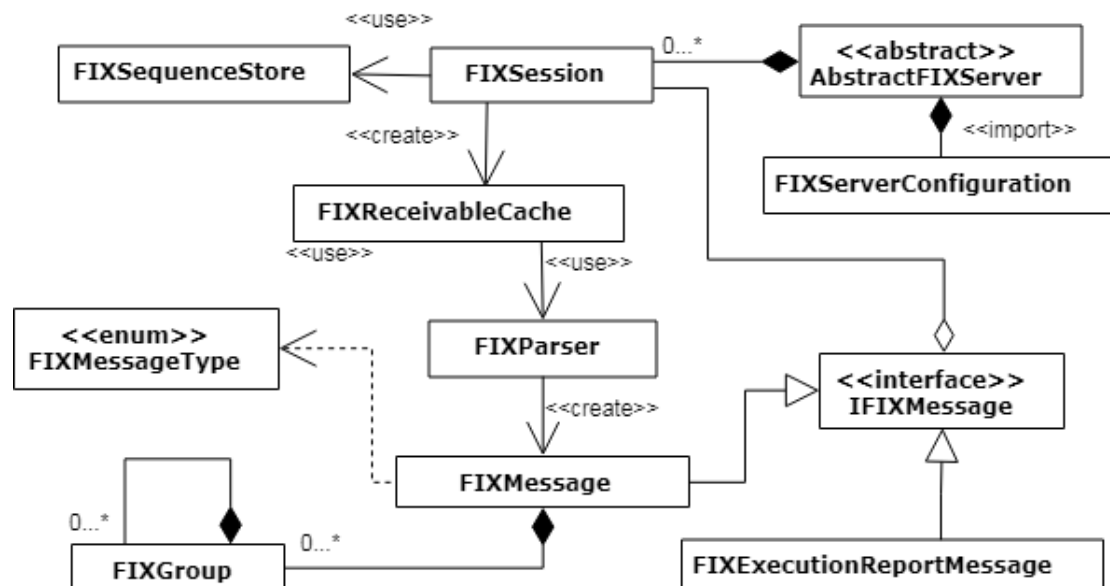 <<use>>
FIXSequenceStore
FIXSession
0...*
<<abstract>>
AbstractFIXServer
<<create>>
<<import>>
FIXServerConfiguration
FIXReceivableCache
<<use>>
<<use>>
<<enum>>
FIXMessageType
FIXParser
<<interface>>
IFIXMessage
<<create>>
FIXMessage
0...*
0...*
FIXGroup
FIXExecutionReportMessage